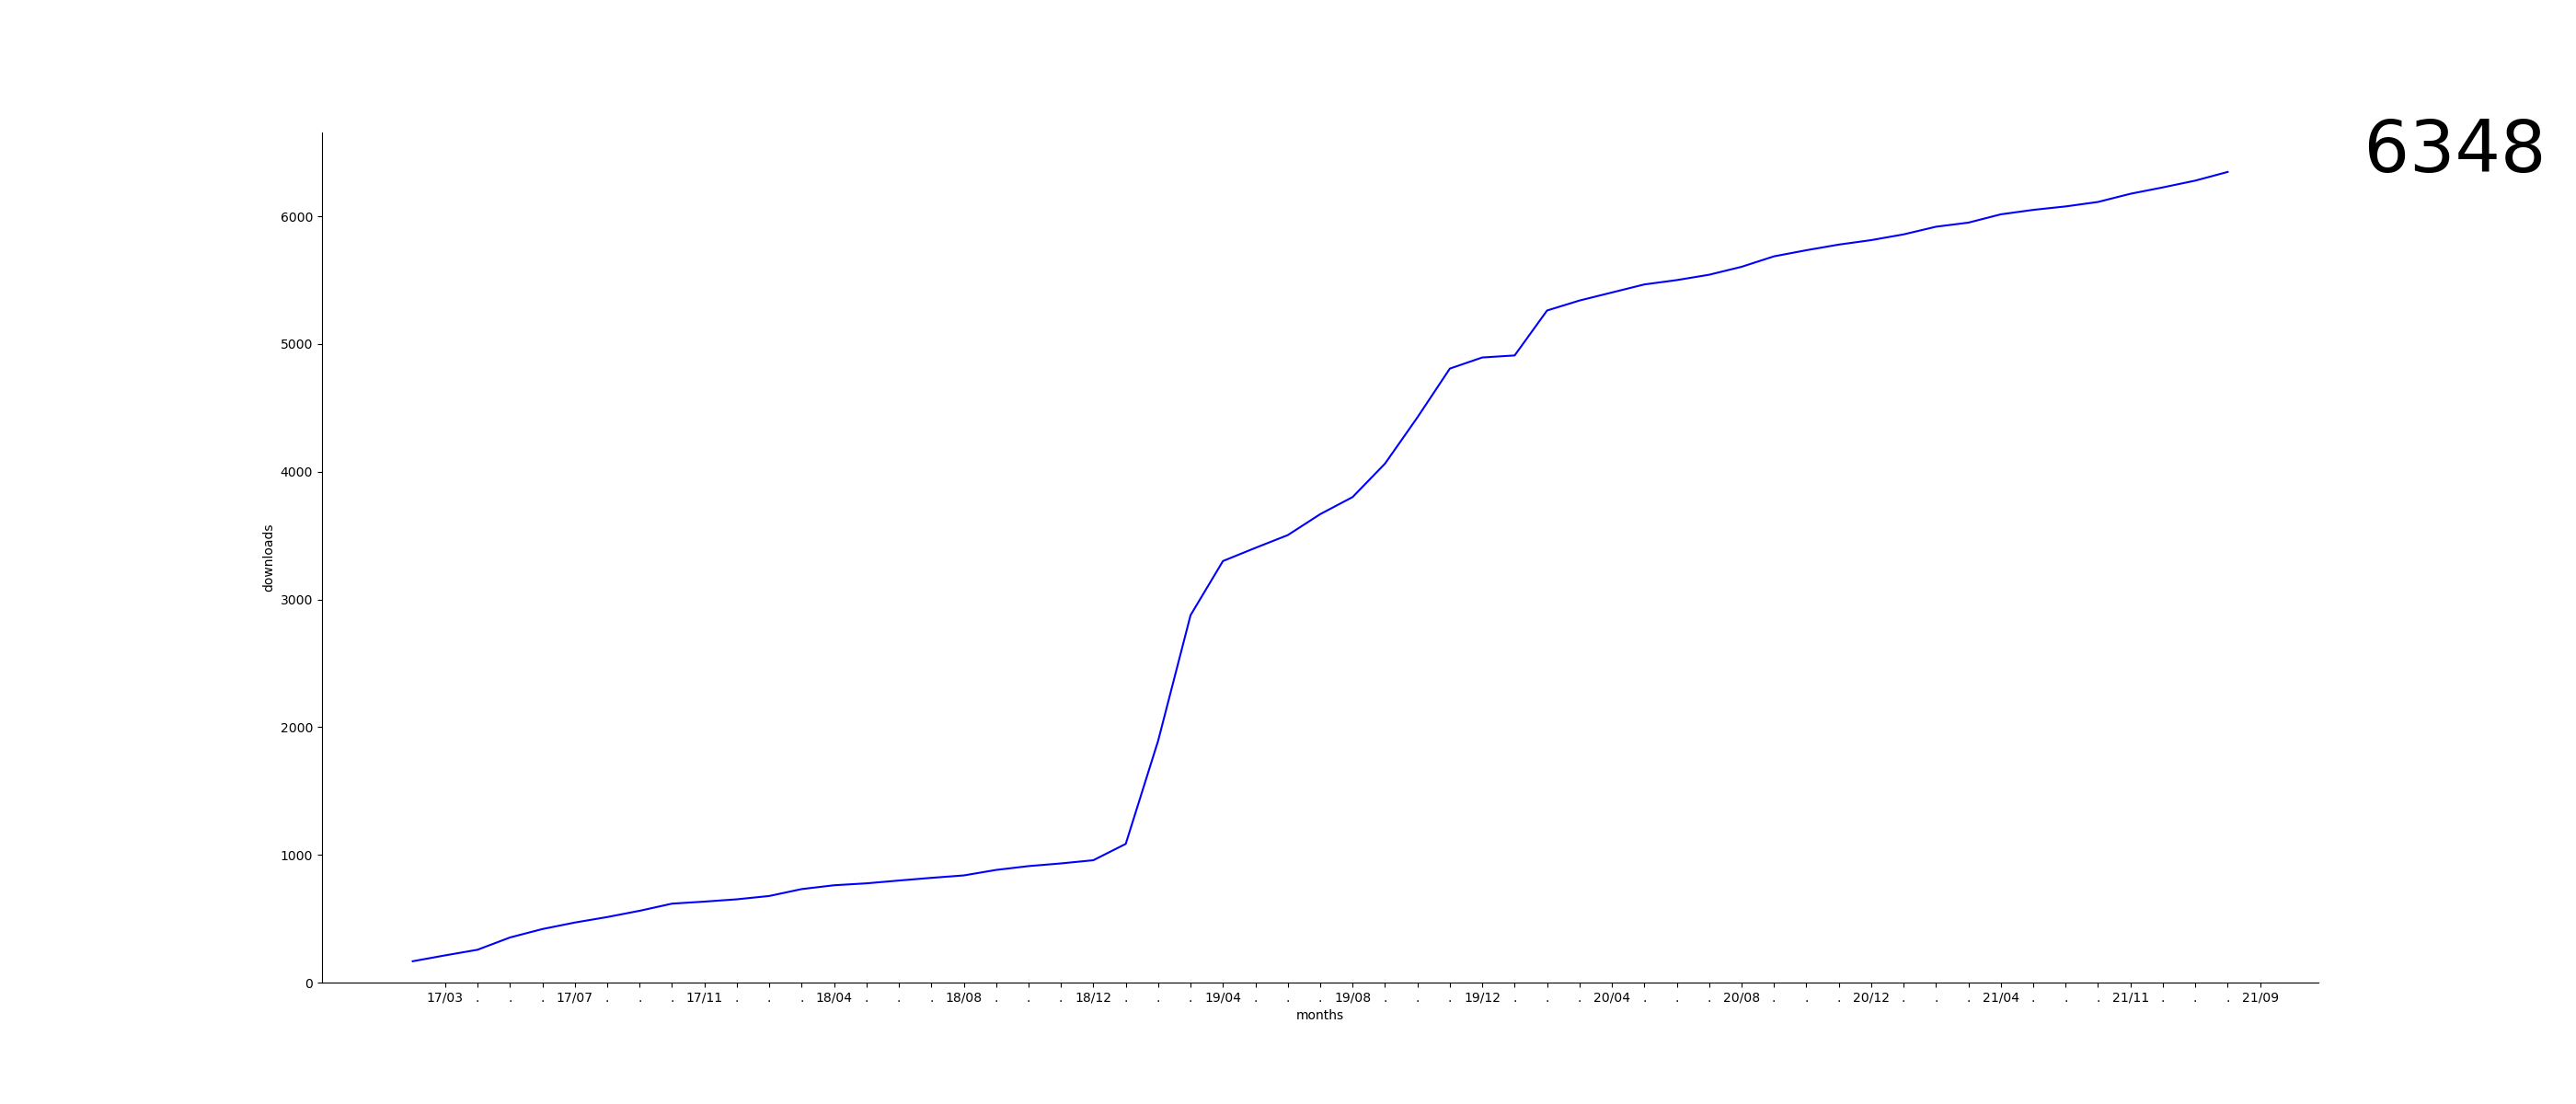 6348
6000
5000
4000
3000
2000
1000
0
downloads
17/03 . . . 17/07 . . . 17/11 . . . 18/04 . . . 18/08 . . . 18/12 . . . 19/04 . . . 19/08 . . . 19/12 . . . 20/04 . . . 20/08 . . . 20/12 . . . 21/04 . . . 21/11 . . . 21/09
months